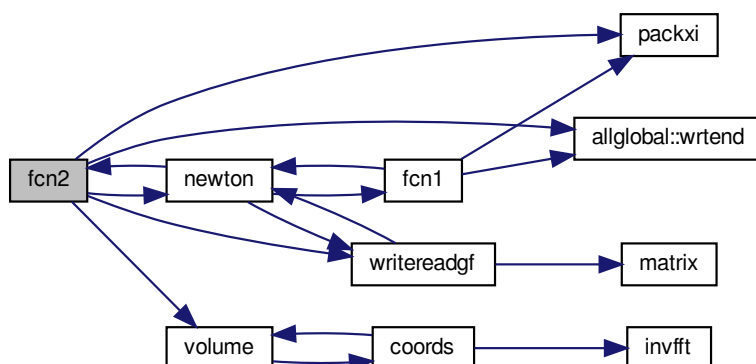 packxi
allglobal::wrtend
fcn2
newton
fcn1
writereadgf
matrix
volume
coords
invfft